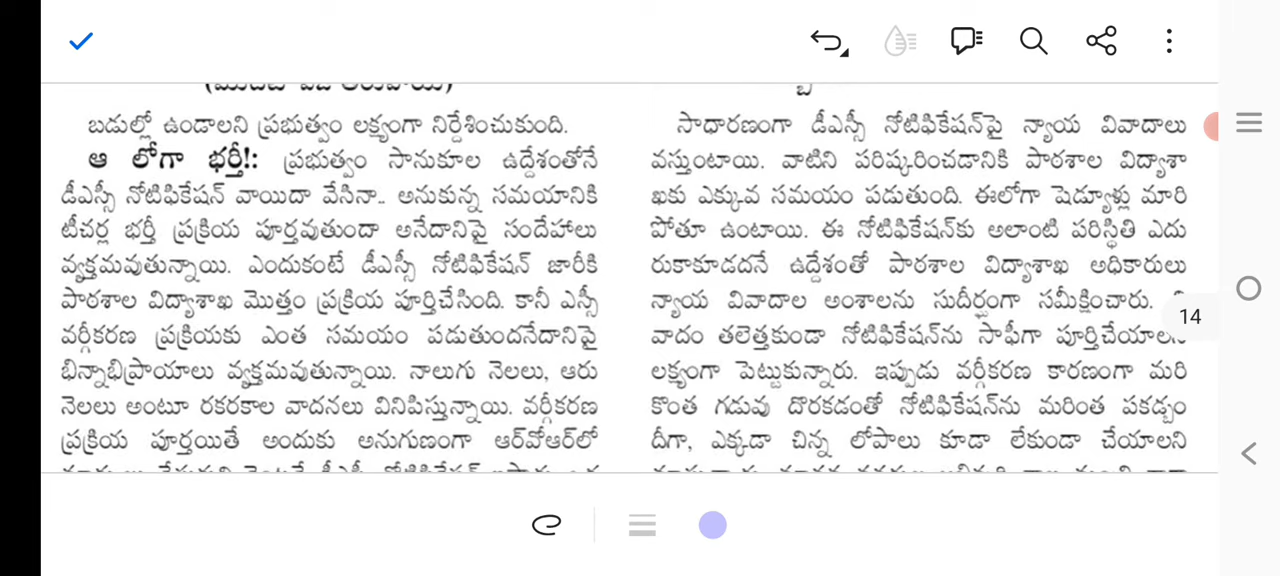 బడుల్లో ఉండాలని ప్రభుత్వం లక్ష్యంగా నిర్దేశించుకుంది.
ఆ లోగా భర్తీ!: ప్రభుత్వం సానుకూల ఉద్దేశంతోనే
డీఎస్సీ నోటిఫికేషన్ వాయిదా వేసినా.. అనుకున్న సమయానికి
టీచర్ల భర్తీ ప్రక్రియ పూర్తవుతుందా అనేదానిపై సందేహాలు
వ్యక్తమవుతున్నాయి. ఎందుకంటే డీఎస్సీ నోటిఫికేషన్ జారీకి
పాఠశాల విద్యాశాఖ మొత్తం ప్రక్రియ పూర్తిచేసింది. కానీ ఎస్సీ
వర్గీకరణ ప్రక్రియకు ఎంత సమయం పడుతుందనేదానిపై
భిన్నాభిప్రాయాలు వ్యక్తమవుతున్నాయి. నాలుగు నెలలు, ఆరు
నెలలు అంటూ రకరకాల వాదనలు వినిపిస్తున్నాయి. వర్గీకరణ
ప్రక్రియ పూర్తయితే అందుకు అనుగుణంగా ఆర్‌వోఆర్‌లో
సాధారణంగా డీఎస్సీ నోటిఫికేషన్‌పై న్యాయ వివాదాలు
వస్తుంటాయి. వాటిని పరిష్కరించడానికి పాఠశాల విద్యాశా
ఖకు ఎక్కువ సమయం పడుతుంది. ఈలోగా షెడ్యూళ్లు మారి
పోతూ ఉంటాయి. ఈ నోటిఫికేషన్‌కు అలాంటి పరిస్థితి ఎదు
రుకాకూడదనే ఉద్దేశంతో పాఠశాల విద్యాశాఖ అధికారులు
న్యాయ వివాదాల అంశాలను సుదీర్ఘంగా సమీక్షించారు.
వాదం తలెత్తకుండా నోటిఫికేషన్‌ను సాఫీగా
లక్ష్యంగా పెట్టుకున్నారు. ఇప్పుడు వర్గీకరణ కారణంగా మరి
కొంత గడువు దొరకడంతో నోటిఫికేషన్‌ను మరింత పకడ్బం
దీగా, ఎక్కడా చిన్న లోపాలు కూడా లేకుండా చేయాలని
14